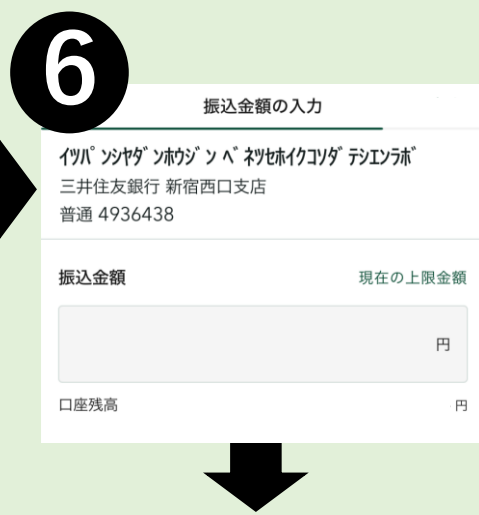 6
振込金額の入力
ｲﾂﾊﾟﾝｼﾔﾀﾞﾝﾎｳｼﾞﾝ ﾍﾞﾈﾂｾﾎｲｸｺｿﾀﾞﾃｼｴﾝﾗﾎﾞ
三井住友銀行 新宿西口支店
普通 4936438
振込金額 現在の上限金額
円
口座残高 円